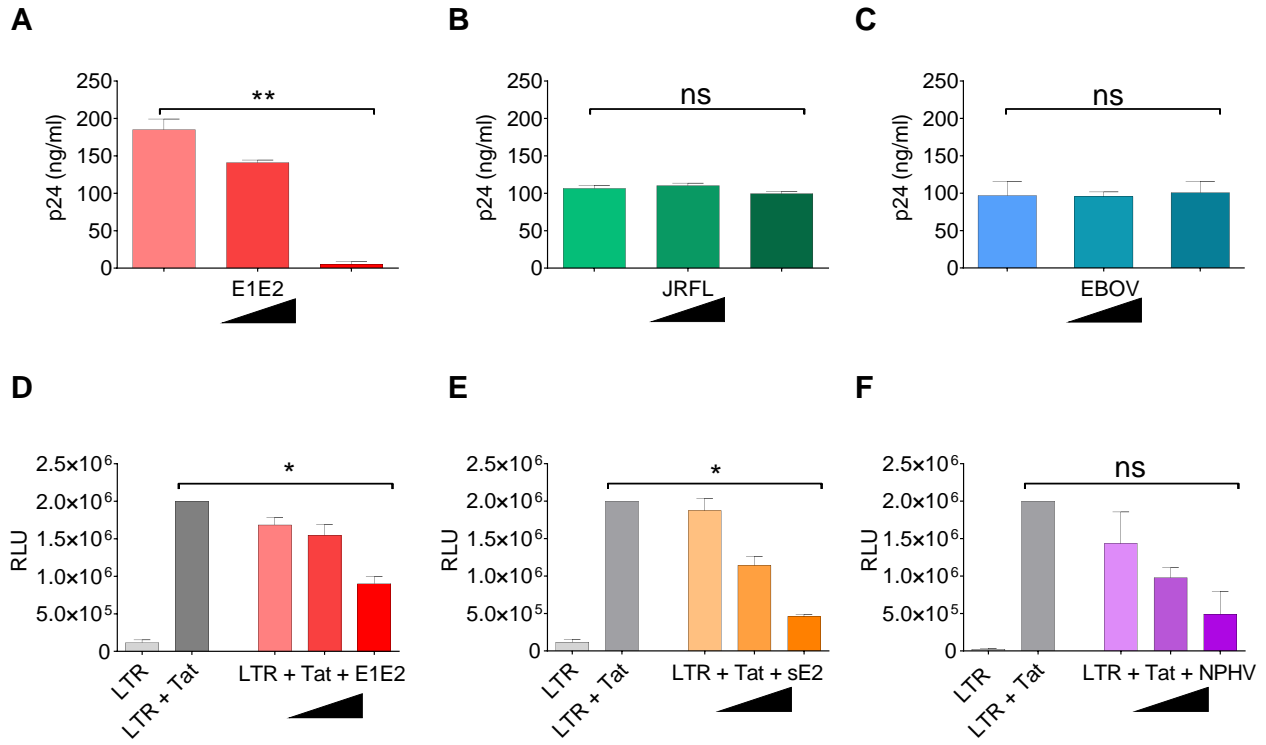 A
B
C
p24 (ng/ml)
250
200
150
100
50
0
**
E1E2
p24 (ng/ml)
250
200
150
100
50
0
ns
JRFL
p24 (ng/ml)
250
200
150
100
50
0
ns
EBOV
D
E
F
RLU
2.5×10⁶
2.0×10⁶
1.5×10⁶
1.0×10⁶
5.0×10⁵
0
*
LTR
LTR + Tat
LTR + Tat + E1E2
RLU
2.5×10⁶
2.0×10⁶
1.5×10⁶
1.0×10⁶
5.0×10⁵
0
*
LTR
LTR + Tat
LTR + Tat + sE2
RLU
2.5×10⁶
2.0×10⁶
1.5×10⁶
1.0×10⁶
5.0×10⁵
0
ns
LTR
LTR + Tat
LTR + Tat + NPHV